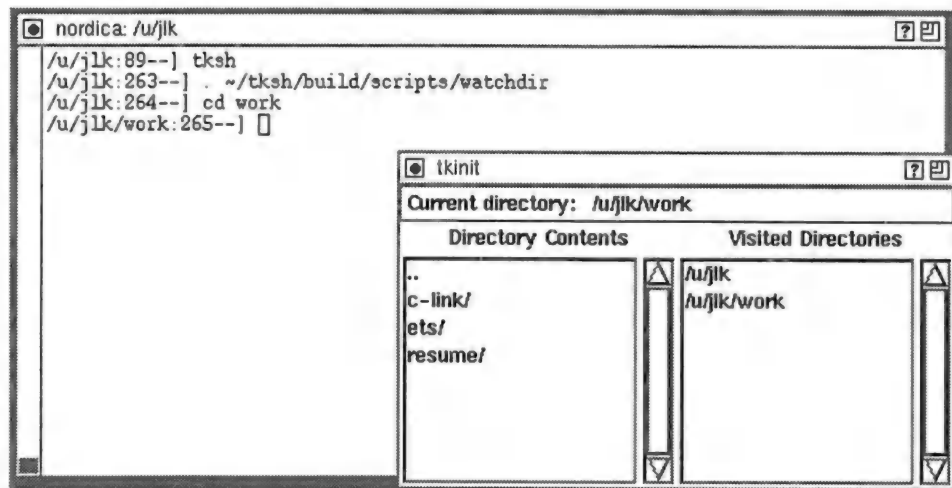 nordica: /u/jlk
/u/jlk:89--] tksh
/u/jlk:263--] . ~/tksh/build/scripts/watchdir
/u/jlk:264--] cd work
/u/jlk/work:265--]
tkinit
Current directory: /u/jlk/work
Directory Contents
Visited Directories
..
c-link/
ets/
resume/
/u/jlk
/u/jlk/work